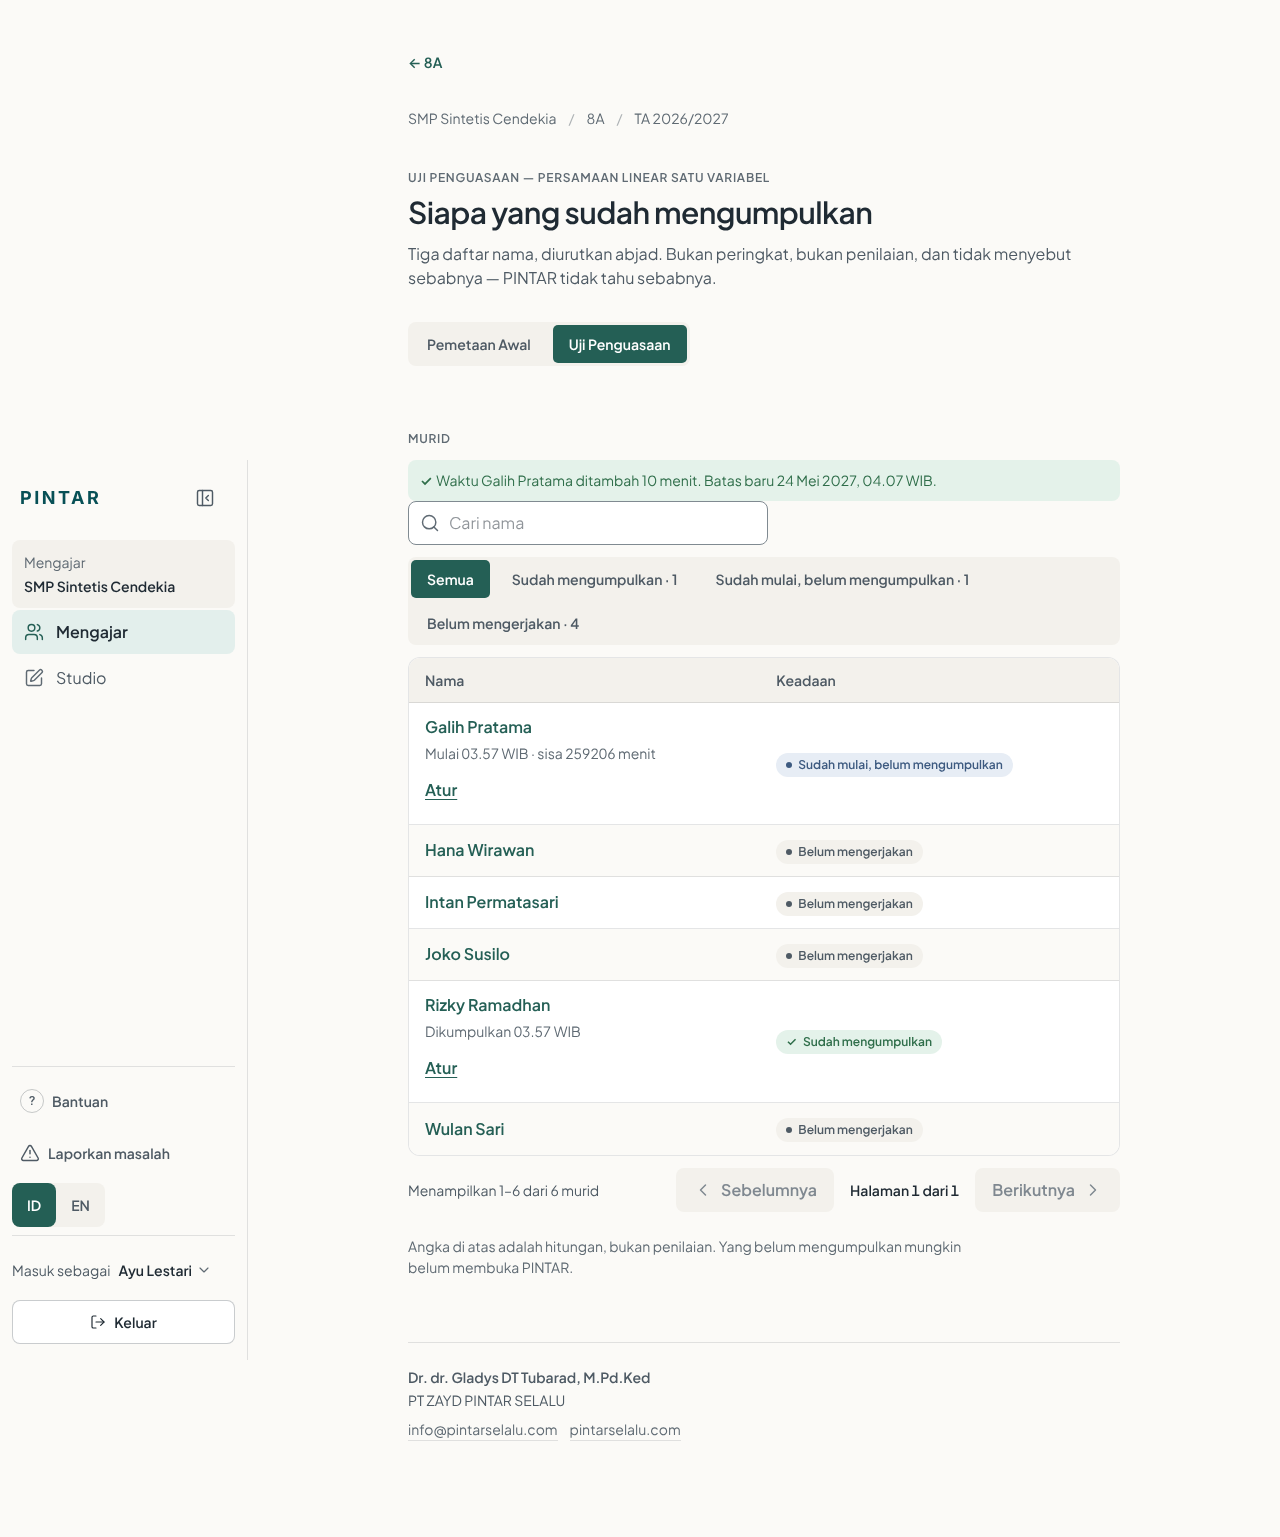 ← 8A
SMP Sintetis Cendekia / 8A / TA 2026/2027
UJI PENGUASAAN — PERSAMAAN LINEAR SATU VARIABEL
Siapa yang sudah mengumpulkan
Tiga daftar nama, diurutkan abjad. Bukan peringkat, bukan penilaian, dan tidak menyebut
sebabnya — PINTAR tidak tahu sebabnya.
Pemetaan Awal Uji Penguasaan
MURID
✓ Waktu Galih Pratama ditambah 10 menit. Batas baru 24 Mei 2027, 04.07 WIB.
Cari nama
Semua Sudah mengumpulkan · 1 Sudah mulai, belum mengumpulkan · 1
Belum mengerjakan · 4
Nama Keadaan
Galih Pratama
Mulai 03.57 WIB · sisa 259206 menit
Sudah mulai, belum mengumpulkan
Atur
Hana Wirawan Belum mengerjakan
Intan Permatasari Belum mengerjakan
Joko Susilo Belum mengerjakan
Rizky Ramadhan
Dikumpulkan 03.57 WIB
✓ Sudah mengumpulkan
Atur
Wulan Sari Belum mengerjakan
Menampilkan 1–6 dari 6 murid Sebelumnya Halaman 1 dari 1 Berikutnya
Angka di atas adalah hitungan, bukan penilaian. Yang belum mengumpulkan mungkin
belum membuka PINTAR.
Dr. dr. Gladys DT Tubarad, M.Pd.Ked
PT ZAYD PINTAR SELALU
info@pintarselalu.com pintarselalu.com
PINTAR
Mengajar
SMP Sintetis Cendekia
Mengajar
Studio
? Bantuan
Laporkan masalah
ID EN
Masuk sebagai Ayu Lestari
Keluar